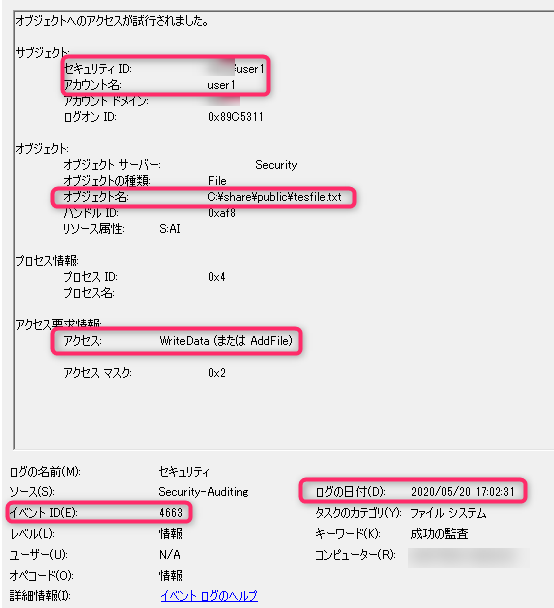 オブジェクトへのアクセスが試行されました。
サブジェクト:
セキュリティ ID: user1
アカウント名: user1
アカウント ドメイン:
ログオン ID: 0x89C5311
オブジェクト:
オブジェクト サーバー: Security
オブジェクトの種類: File
オブジェクト名: C:¥share¥public¥tesfile.txt
ハンドル ID: 0xaf8
リソース属性: S:AI
プロセス情報:
プロセス ID: 0x4
プロセス名:
アクセス要求情報:
アクセス: WriteData (または AddFile)
アクセス マスク: 0x2
ログの名前(M): セキュリティ
ソース(S): Security-Auditing ログの日付(D): 2020/05/20 17:02:31
イベント ID(E): 4663 タスクのカテゴリ(Y): ファイル システム
レベル(L): 情報 キーワード(K): 成功の監査
ユーザー(U): N/A コンピューター(R):
オペコード(O): 情報
詳細情報(I): イベント ログのヘルプ